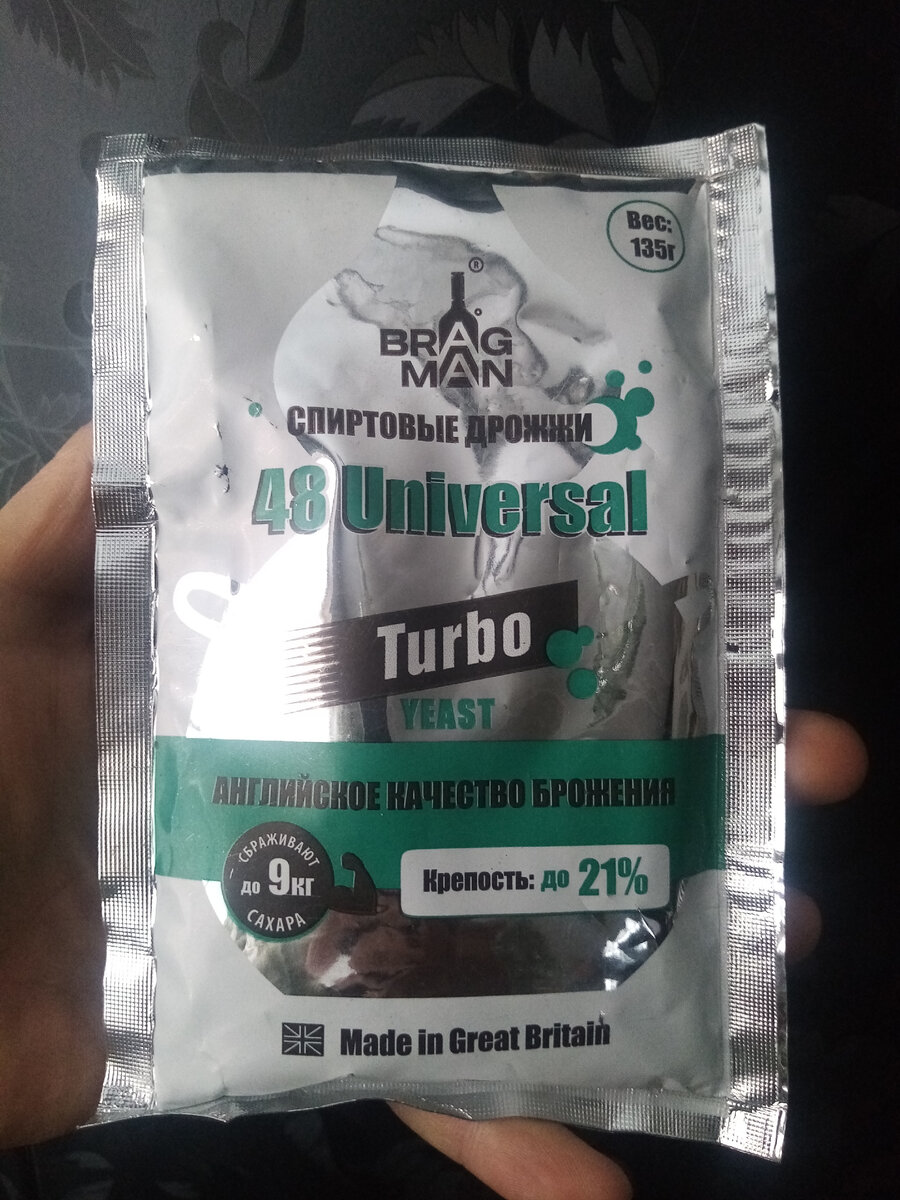 Вес:
135г
®
BRAG
MAN
СПИРТОВЫЕ ДРОЖЖИ
48 Universal
Turbo
YEAST
АНГЛИЙСКОЕ КАЧЕСТВО БРОЖЕНИЯ
СБРАЖИВАЮТ
до 9кг
САХАРА
Крепость: до 21%
Made in Great Britain